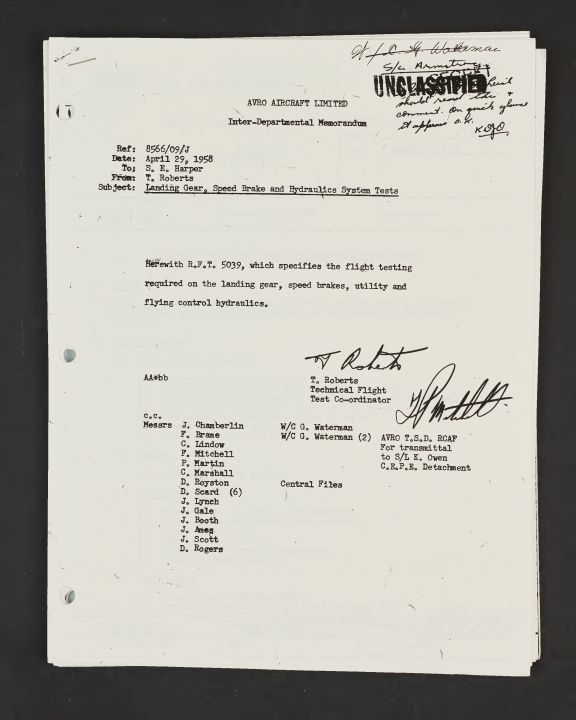 W/C G. Waterman
S/L Armstrong
UNCLASSIFIED
should read this +
comment. On quick glance
it appears o.k.
AVRO AIRCRAFT LIMITED
Inter-Departmental Memorandum
Ref: 8566/09/J
Date: April 29, 1958
To: S. E. Harper
From: T. Roberts
Subject: Landing Gear, Speed Brake and Hydraulics System Tests
Herewith R.F.T. 5039, which specifies the flight testing
required on the landing gear, speed brakes, utility and
flying control hydraulics.
T Roberts
AA*bb
T. Roberts
Technical Flight
Test Co-ordinator
c.c.
Messrs J. Chamberlin W/C G. Waterman
F. Brame W/C G. Waterman (2) AVRO T.S.D. RCAF
C. Lindow For transmittal
F. Mitchell to S/L K. Owen
P. Martin C.E.P.E. Detachment
C. Marshall
D. Royston Central Files
D. Scard (6)
J. Lynch
J. Gale
J. Booth
J. Ames
J. Scott
D. Rogers